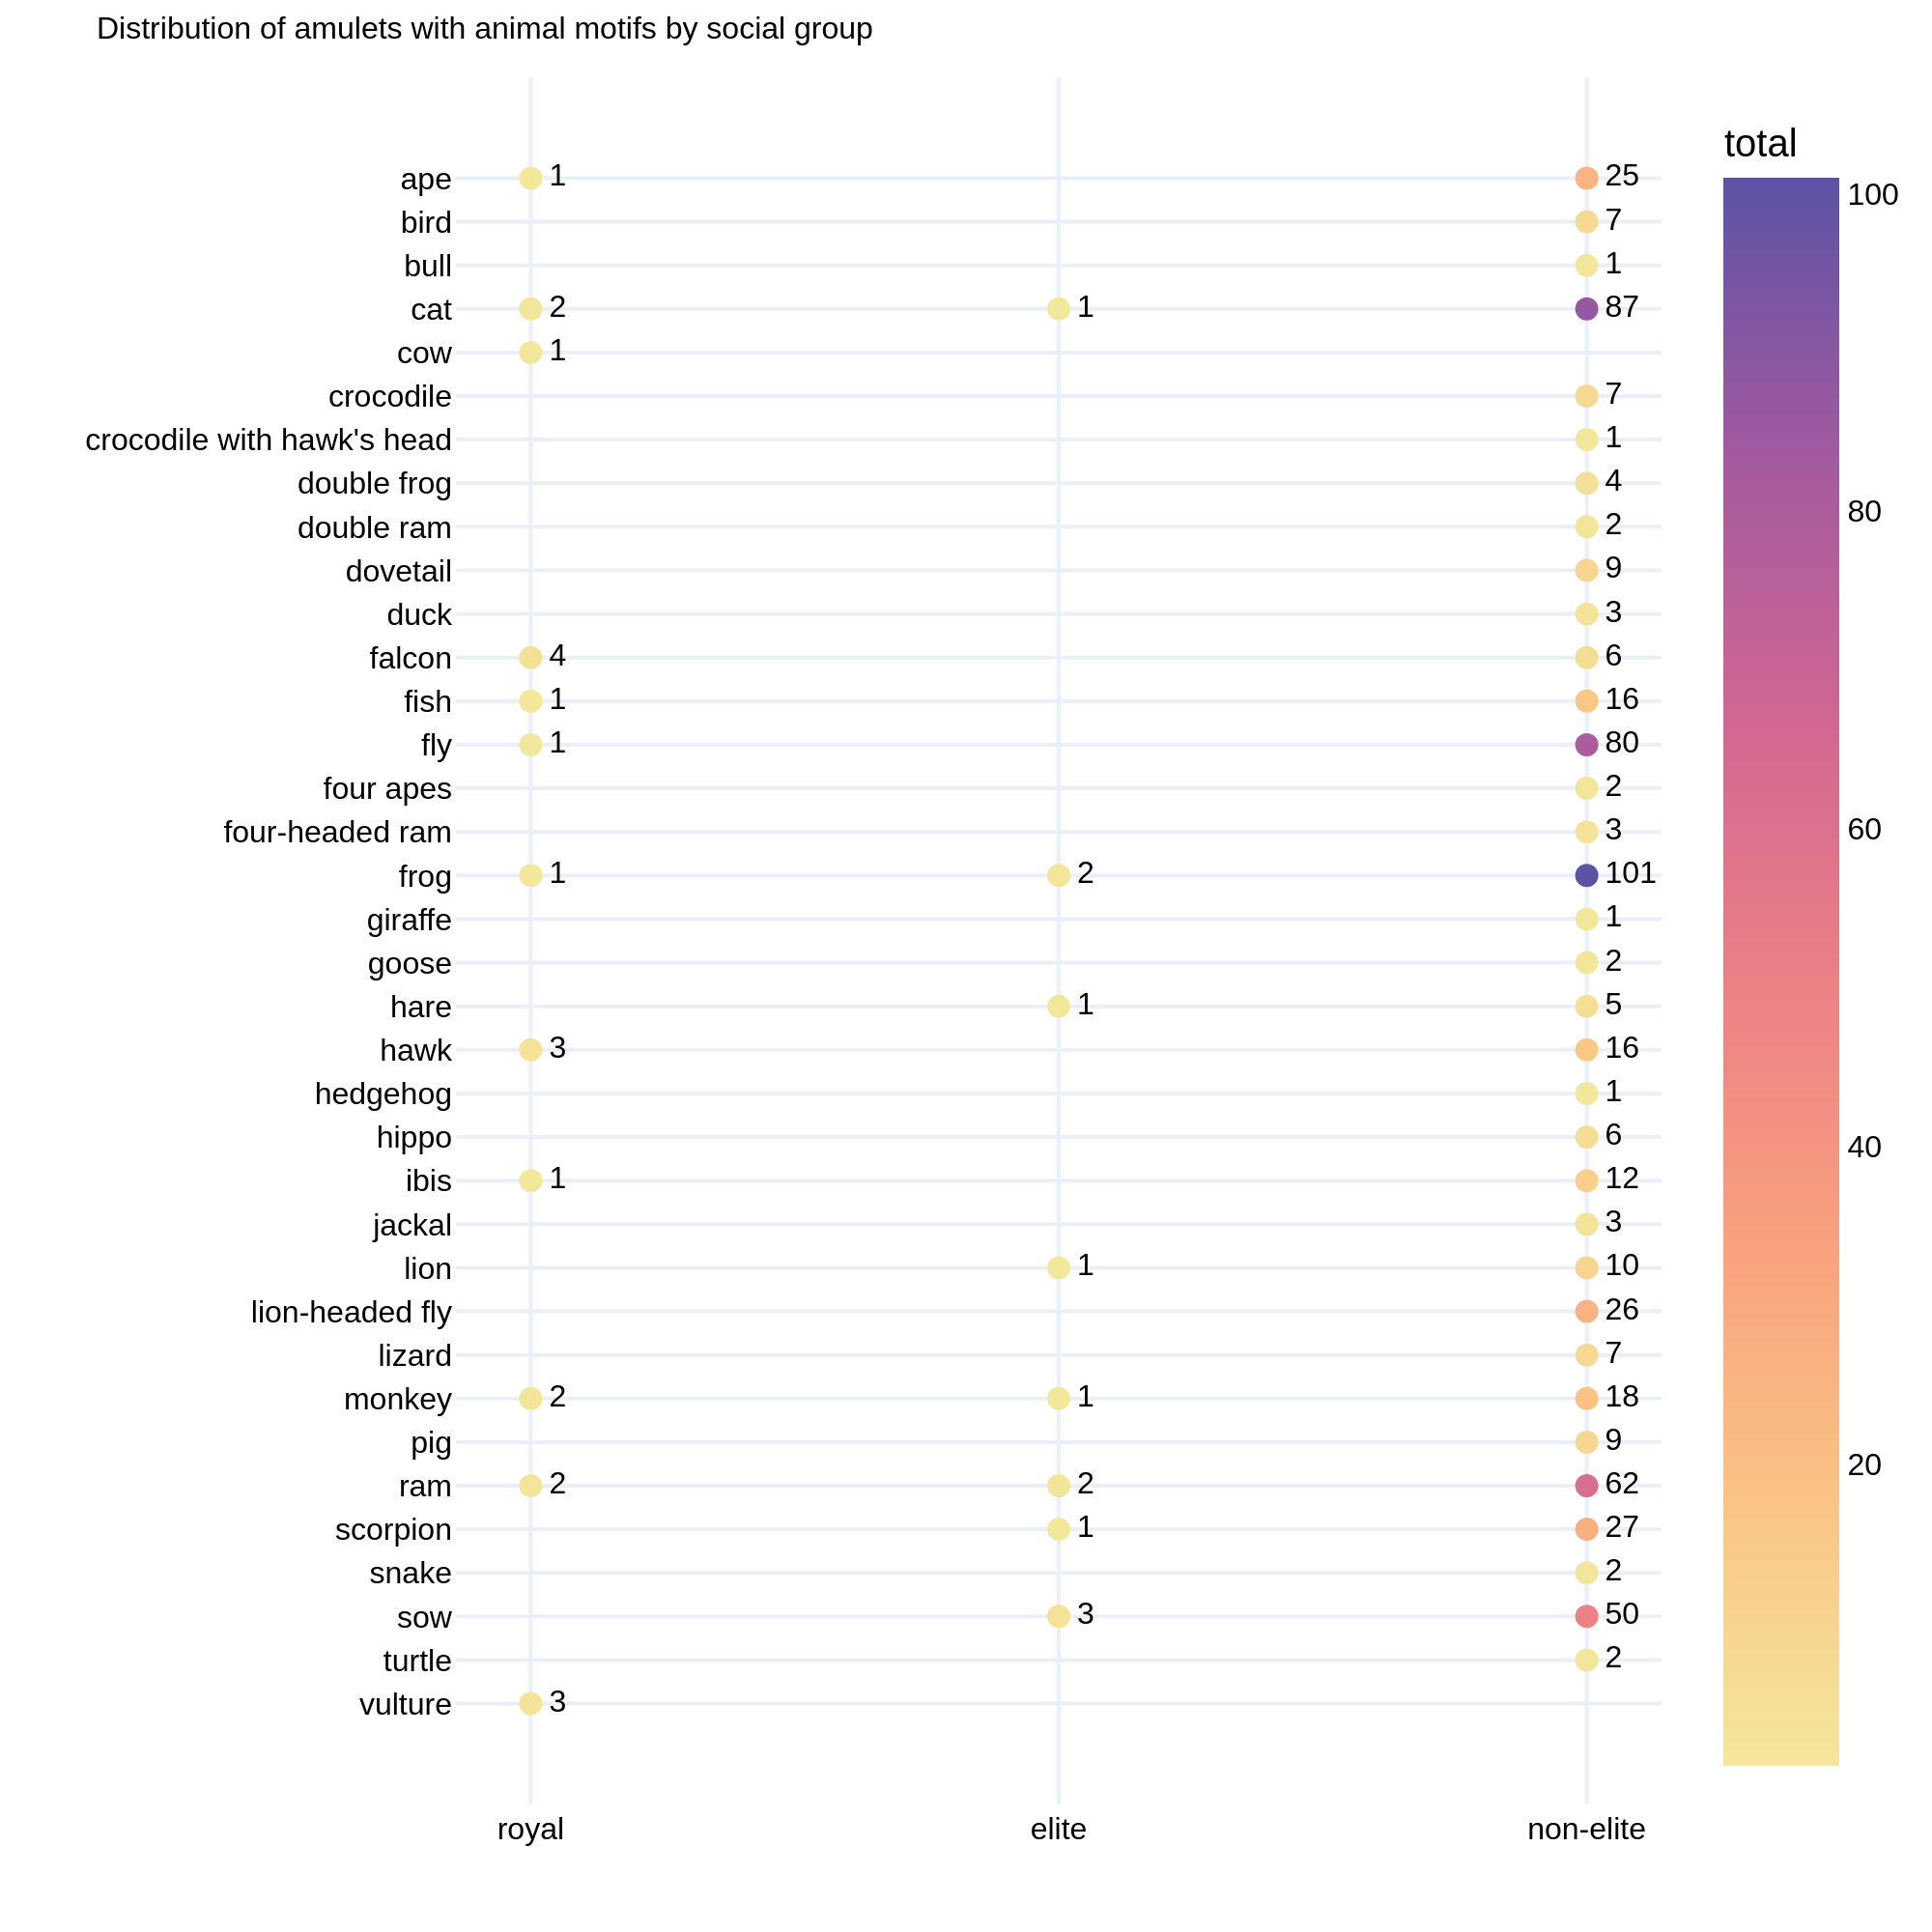 Distribution of amulets with animal motifs by social group
total
100
80
60
40
20
ape 1 25
bird 7
bull 1
cat 2 1 87
cow 1
crocodile 7
crocodile with hawk's head 1
double frog 4
double ram 2
dovetail 9
duck 3
falcon 4 6
fish 1 16
fly 1 80
four apes 2
four-headed ram 3
frog 1 2 101
giraffe 1
goose 2
hare 1 5
hawk 3 16
hedgehog 1
hippo 6
ibis 1 12
jackal 3
lion 1 10
lion-headed fly 26
lizard 7
monkey 2 1 18
pig 9
ram 2 2 62
scorpion 1 27
snake 2
sow 3 50
turtle 2
vulture 3
royal elite non-elite